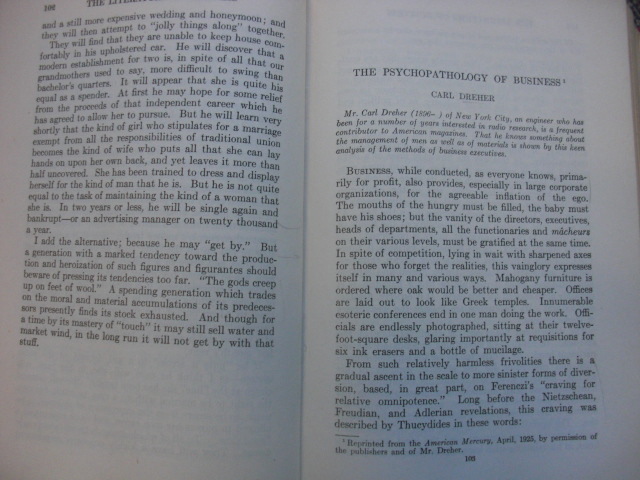 106
THE LITERA
and a still more expensive wedding and honeymoon; and
they will then attempt to "jolly things along" together.
They will find that they are unable to keep house com-
fortably in his upholstered car. He will discover that a
modern establishment for two is, in spite of all that our
grandmothers used to say, more difficult to swing than
bachelor's quarters. It will appear that she is quite his
equal as a spender. At first he may hope for some relief
from the proceeds of that independent career which he
has agreed to allow her to pursue. But he will learn very
shortly that the kind of girl who stipulates for a marriage
exempt from all the responsibilities of traditional union
becomes the kind of wife who puts all that she can lay
hands on upon her own back, and yet leaves it more than
half uncovered. She has been trained to dress and display
herself for the kind of man that he is. But he is not quite
equal to the task of maintaining the kind of a woman that
she is. In two years or less, he will be single again and
bankrupt—or an advertising manager on twenty thousand
a year.
I add the alternative; because he may "get by." But
a generation with a marked tendency toward the produc-
tion and heroization of such figures and figurantes should
beware of pressing its tendencies too far. "The gods creep
up on feet of wool." A spending generation which trades
on the moral and material accumulations of its predeces-
sors presently finds its stock exhausted. And though for
a time by its mastery of "touch" it may still sell water and
market wind, in the long run it will not get by with that
stuff.
THE PSYCHOPATHOLOGY OF BUSINESS¹
CARL DREHER
Mr. Carl Dreher (1896– ) of New York City, an engineer who has
been for a number of years interested in radio research, is a frequent
contributor to American magazines. That he knows something about
the management of men as well as of materials is shown by this keen
analysis of the methods of business executives.
BUSINESS, while conducted, as everyone knows, prima-
rily for profit, also provides, especially in large corporate
organizations, for the agreeable inflation of the ego.
The mouths of the hungry must be filled, the baby must
have his shoes; but the vanity of the directors, executives,
heads of departments, all the functionaries and mâcheurs
on their various levels, must be gratified at the same time.
In spite of competition, lying in wait with sharpened axes
for those who forget the realities, this vainglory expresses
itself in many and various ways. Mahogany furniture is
ordered where oak would be better and cheaper. Offices
are laid out to look like Greek temples. Innumerable
esoteric conferences end in one man doing the work. Offi-
cials are endlessly photographed, sitting at their twelve-
foot-square desks, glaring importantly at requisitions for
six ink erasers and a bottle of mucilage.
From such relatively harmless frivolities there is a
gradual ascent in the scale to more sinister forms of diver-
sion, based, in great part, on Ferenczi's "craving for
relative omnipotence." Long before the Nietzschean,
Freudian, and Adlerian revelations, this craving was
described by Thucydides in these words:
¹ Reprinted from the American Mercury, April, 1925, by permission of
the publishers and of Mr. Dreher.
103